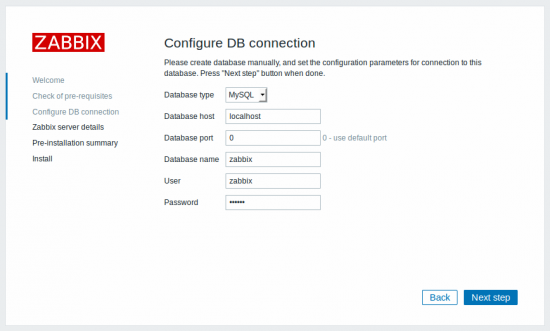 ZABBIX
Welcome
Check of pre-requisites
Configure DB connection
Zabbix server details
Pre-installation summary
Install
Configure DB connection
Please create database manually, and set the configuration parameters for connection to this
database. Press "Next step" button when done.
Database type MySQL
Database host localhost
Database port 0 0 - use default port
Database name zabbix
User zabbix
Password ••••••
Back Next step